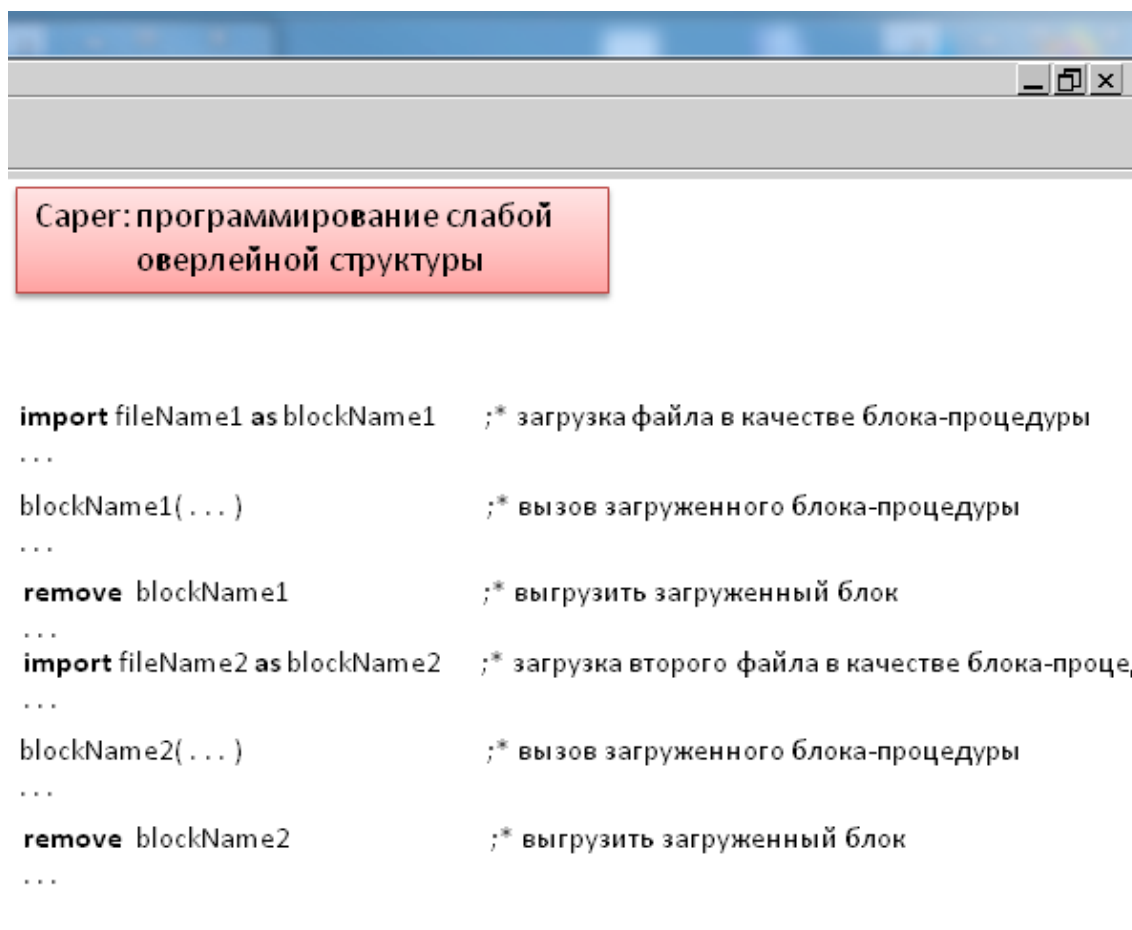 Caper: программирование слабой
оверлейной структуры
import fileName1 as blockName1 ;* загрузка файла в качестве блока-процедуры
. . .
blockName1( . . . ) ;* вызов загруженного блока-процедуры
. . .
remove blockName1 ;* выгрузить загруженный блок
. . .
import fileName2 as blockName2 ;* загрузка второго файла в качестве блока-проце
. . .
blockName2( . . . ) ;* вызов загруженного блока-процедуры
. . .
remove blockName2 ;* выгрузить загруженный блок
. . .